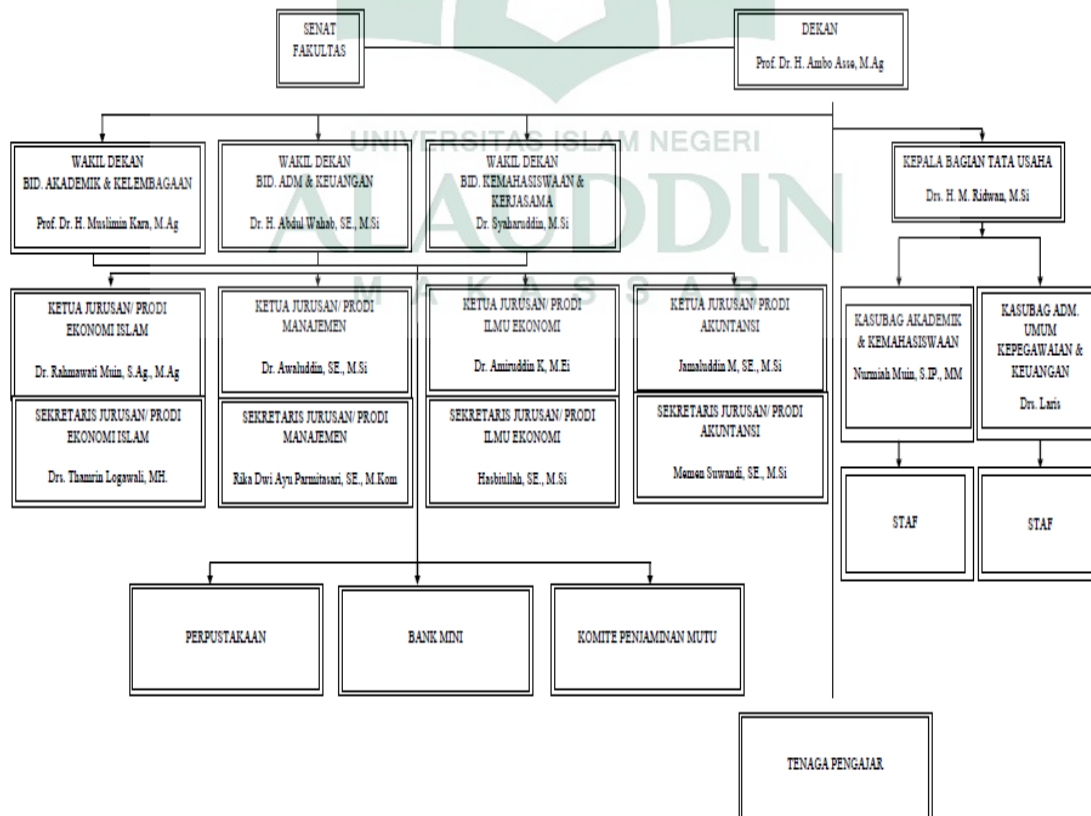 SENAT
FAKULTAS
DEKAN
Prof. Dr. H. Ambo Asse, M.Ag
UNIVERSITAS ISLAM NEGERI
ALAUDDIN
MAKASSAR
WAKIL DEKAN
BID. AKADEMIK & KELEMBAGAAN
Prof. Dr. H. Muslimin Kara, M.Ag
WAKIL DEKAN
BID. ADM & KEUANGAN
Dr. H. Abdul Wahab, SE., M.Si
WAKIL DEKAN
BID. KEMAHASISWAAN &
KERJASAMA
Dr. Syaharuddin, M.Si
KEPALA BAGIAN TATA USAHA
Drs. H. M. Ridwan, M.Si
KETUA JURUSAN/ PRODI
EKONOMI ISLAM
Dr. Rahmawati Muin, S.Ag., M.Ag
KETUA JURUSAN/ PRODI
MANAJEMEN
Dr. Awaluddin, SE., M.Si
KETUA JURUSAN/ PRODI
ILMU EKONOMI
Dr. Amiruddin K, M.Ei
KETUA JURUSAN/ PRODI
AKUNTANSI
Jamaluddin M, SE., M.Si
KASUBAG AKADEMIK
& KEMAHASISWAAN
Nurmiah Muin, S.IP., MM
KASUBAG ADM.
UMUM
KEPEGAWAIAN &
KEUANGAN
Drs. Laris
SEKRETARIS JURUSAN/ PRODI
EKONOMI ISLAM
Drs. Thamrin Logawali, MH.
SEKRETARIS JURUSAN/ PRODI
MANAJEMEN
Rika Dwi Ayu Parmitasari, SE., M.Kom
SEKRETARIS JURUSAN/ PRODI
ILMU EKONOMI
Hasbiullah, SE., M.Si
SEKRETARIS JURUSAN/ PRODI
AKUNTANSI
Memen Suwandi, SE., M.Si
STAF
STAF
PERPUSTAKAAN
BANK MINI
KOMITE PENJAMINAN MUTU
TENAGA PENGAJAR